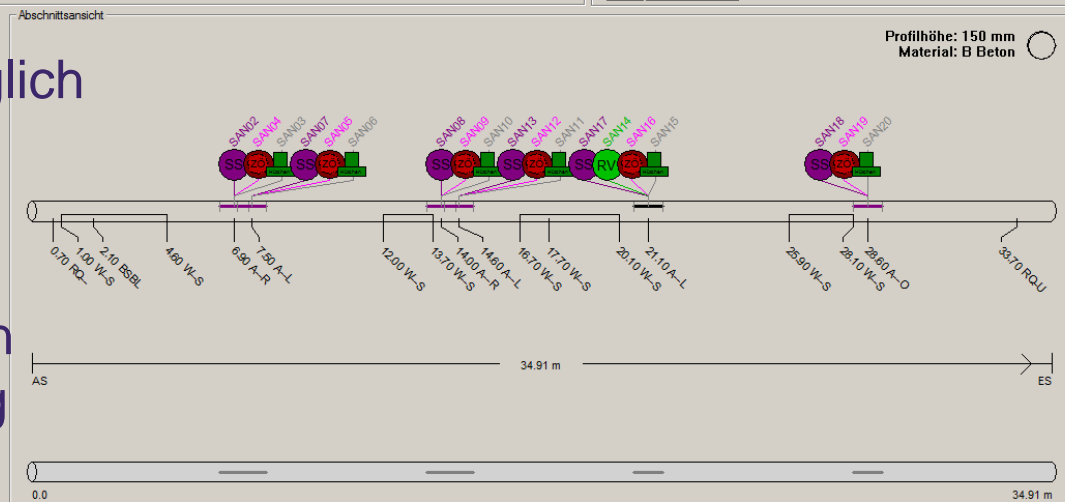 Abschnittsansicht
Profilhöhe: 150 mm
Material: B Beton
glich
SAN02
SAN04
SAN03
SAN07
SAN05
SAN06
SAN08
SAN09
SAN10
SAN13
SAN12
SAN11
SAN17
SAN14
SAN16
SAN15
SAN18
SAN19
SAN20
SS
ZO
SS
ZO
SS
ZO
SS
ZO
SS
RV
ZO
SS
ZO
0.70 RQ--
1.00 W--S
2.10 BSBL
4.60 W--S
6.90 A--R
7.50 A--L
12.00 W--S
13.70 W--S
14.00 A--R
14.60 A--L
16.70 W--S
17.70 W--S
20.10 W--S
21.10 A--L
25.90 W--S
28.10 W--S
28.60 A--O
33.70 RQ-U
n
34.91 m
AS
ES
g
0.0
34.91 m